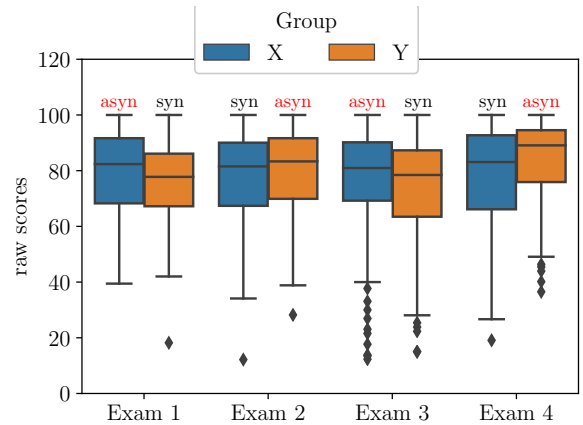 Group
X Y
120
100
80
60
40
20
0
raw scores
asyn syn syn asyn asyn syn syn asyn
Exam 1 Exam 2 Exam 3 Exam 4